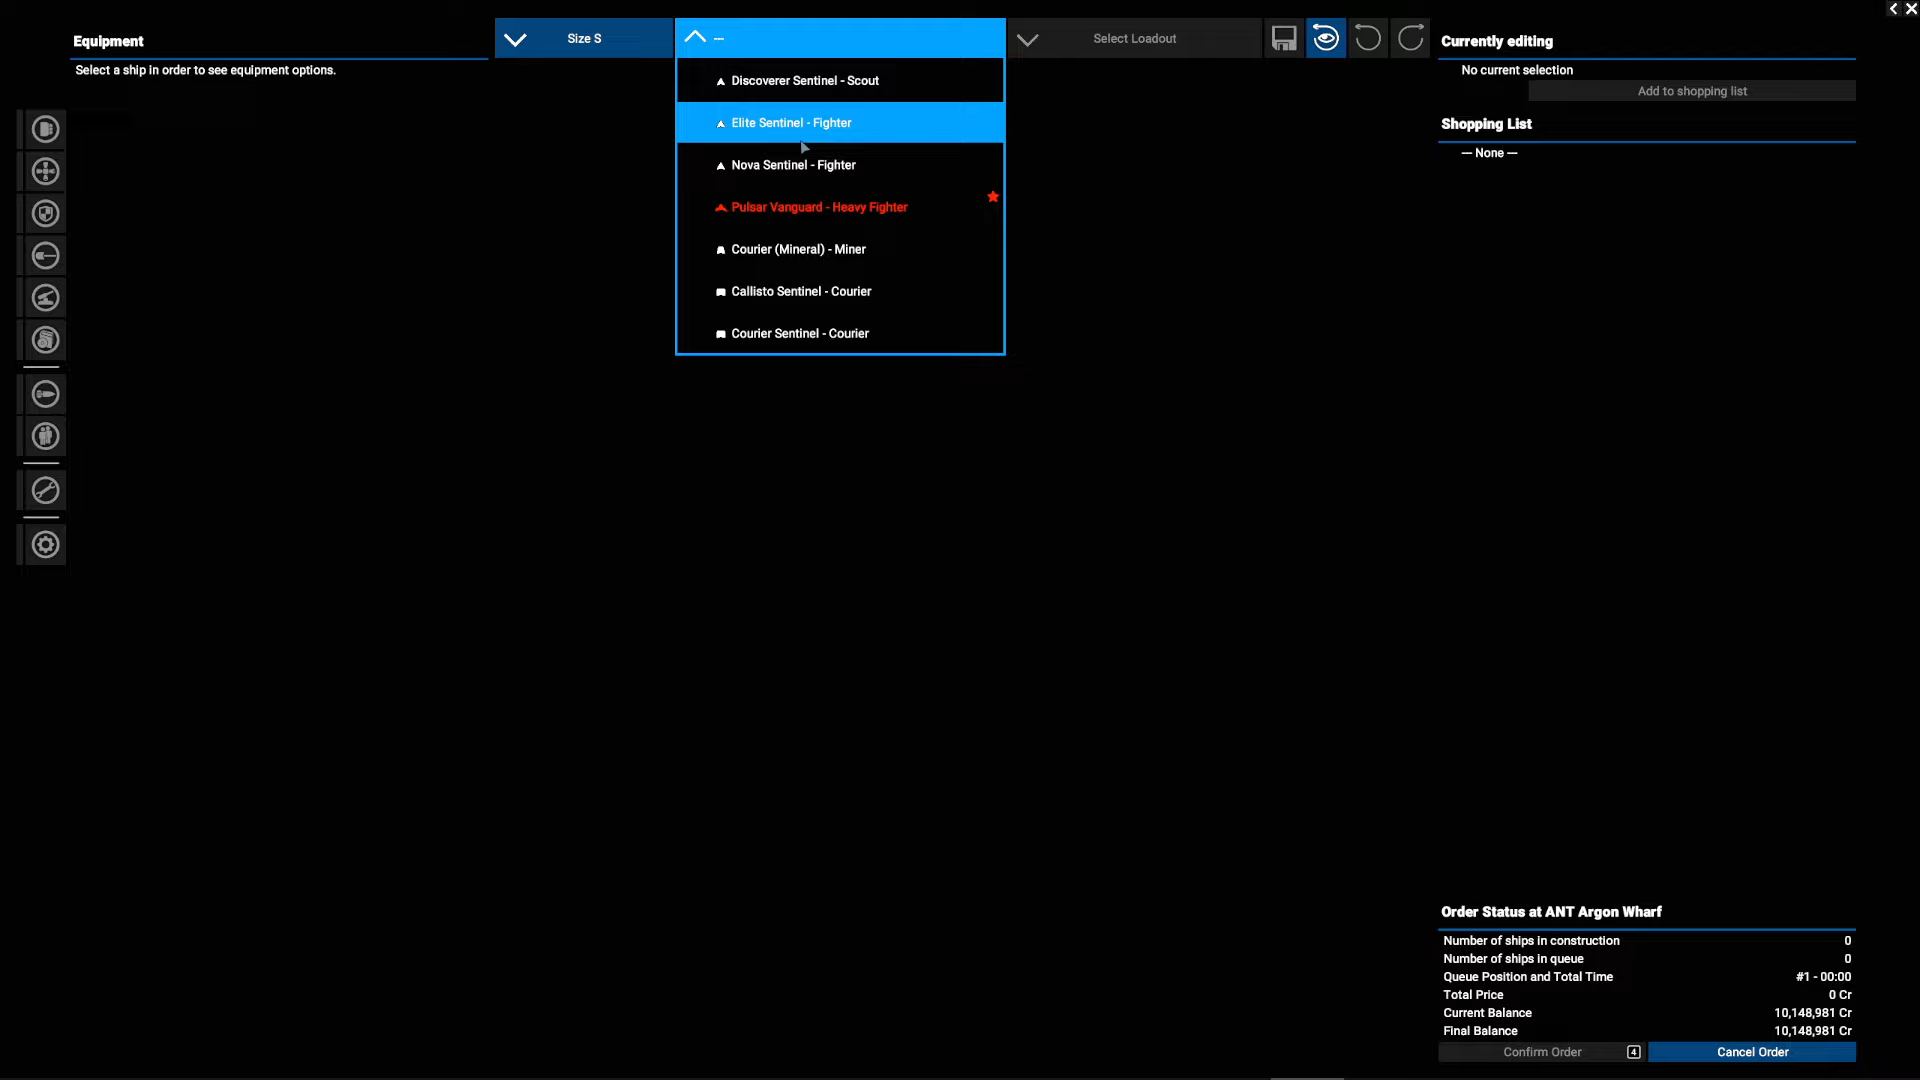 Equipment
Select a ship in order to see equipment options.
Size S
---
Select Loadout
Discoverer Sentinel - Scout
Elite Sentinel - Fighter
Nova Sentinel - Fighter
Pulsar Vanguard - Heavy Fighter
Courier (Mineral) - Miner
Callisto Sentinel - Courier
Courier Sentinel - Courier
Currently editing
No current selection
Add to shopping list
Shopping List
--- None ---
Order Status at ANT Argon Wharf
Number of ships in construction 0
Number of ships in queue 0
Queue Position and Total Time #1 - 00:00
Total Price 0 Cr
Current Balance 10,148,981 Cr
Final Balance 10,148,981 Cr
Confirm Order 4 Cancel Order